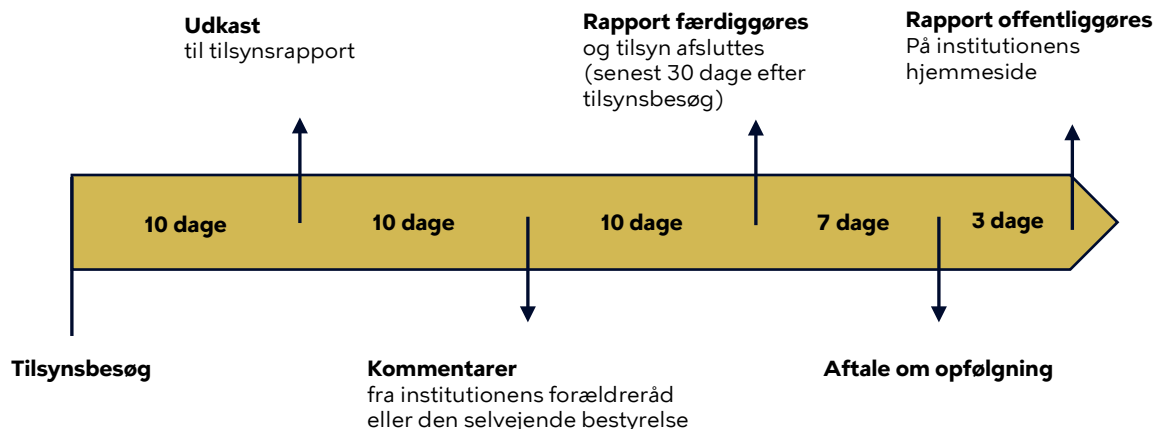 Udkast
til tilsynsrapport
Rapport færdiggøres
og tilsyn afsluttes
(senest 30 dage efter
tilsynsbesøg)
Rapport offentliggøres
På institutionens
hjemmeside
10 dage
10 dage
10 dage
7 dage
3 dage
Tilsynsbesøg
Kommentarer
fra institutionens forældreråd
eller den selvejende bestyrelse
Aftale om opfølgning